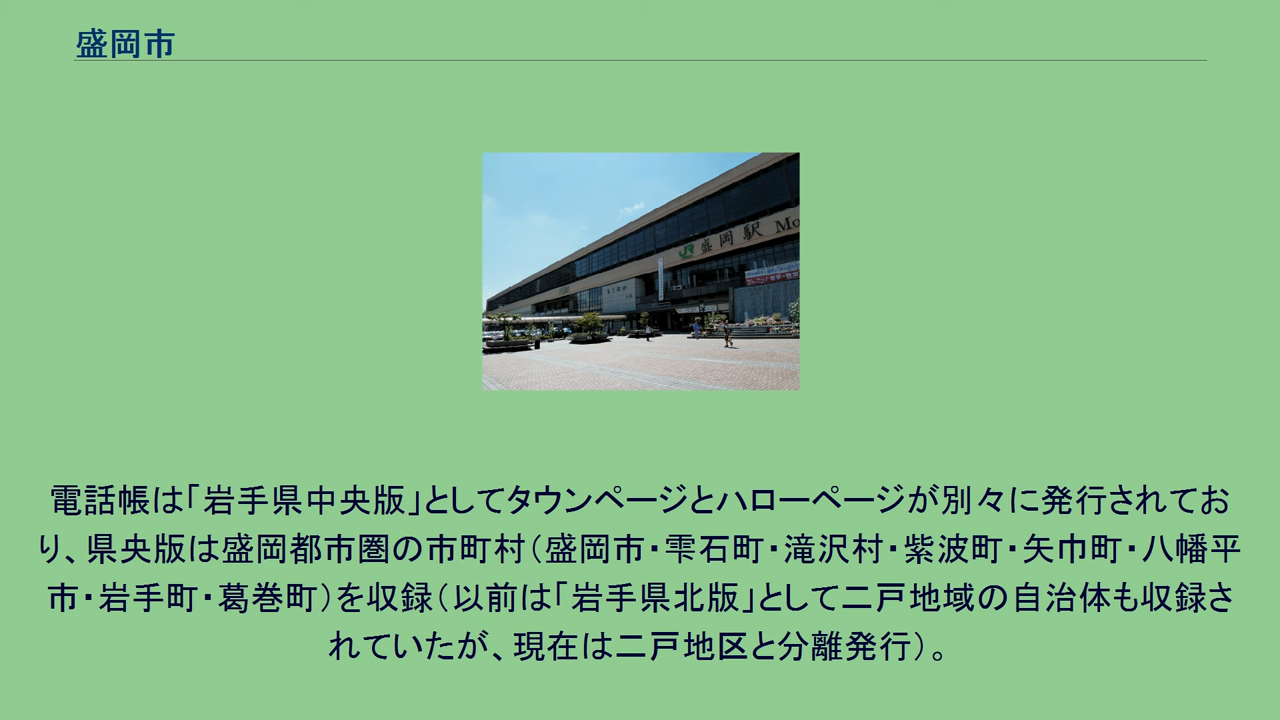 盛岡市
JR 盛岡駅 Mo
電話帳は「岩手県中央版」としてタウンページとハローページが別々に発行されてお
り、県央版は盛岡都市圏の市町村（盛岡市・雫石町・滝沢村・紫波町・矢巾町・八幡平
市・岩手町・葛巻町）を収録（以前は「岩手県北版」として二戸地域の自治体も収録さ
れていたが、現在は二戸地区と分離発行）。